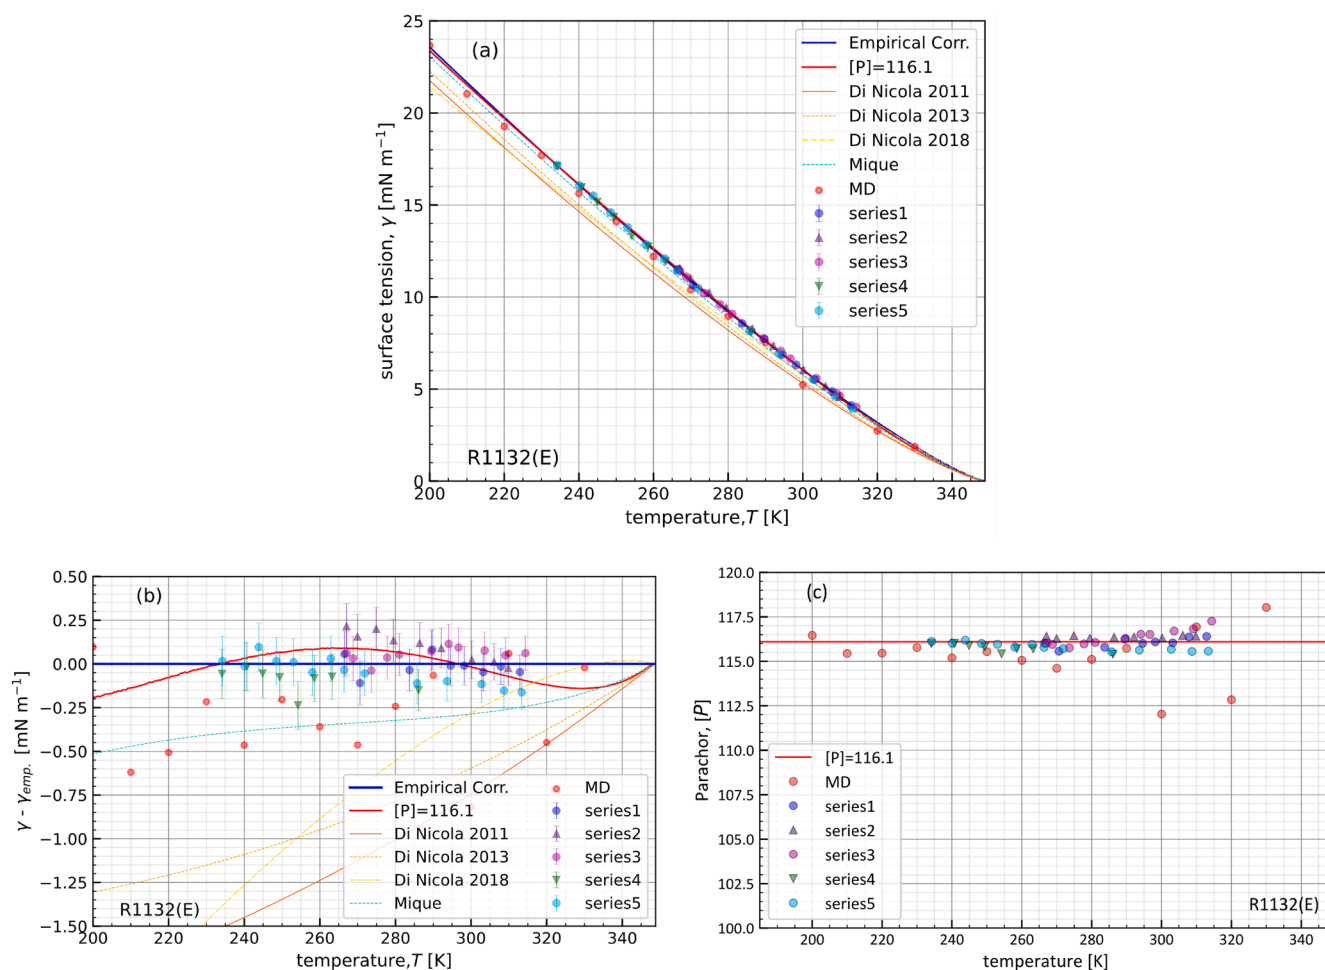 (a)
25
20
15
10
5
0
surface tension, γ [mN m⁻¹]
Empirical Corr.
[P]=116.1
Di Nicola 2011
Di Nicola 2013
Di Nicola 2018
Mique
MD
series1
series2
series3
series4
series5
R1132(E)
200 220 240 260 280 300 320 340
temperature,T [K]
(b)
0.50
0.25
0.00
−0.25
−0.50
−0.75
−1.00
−1.25
−1.50
γ - γemp. [mN m⁻¹]
Empirical Corr.
[P]=116.1
Di Nicola 2011
Di Nicola 2013
Di Nicola 2018
Mique
MD
series1
series2
series3
series4
series5
R1132(E)
200 220 240 260 280 300 320 340
temperature,T [K]
(c)
120.0
117.5
115.0
112.5
110.0
107.5
105.0
102.5
100.0
Parachor, [P]
[P]=116.1
MD
series1
series2
series3
series4
series5
R1132(E)
200 220 240 260 280 300 320 340
temperature [K]